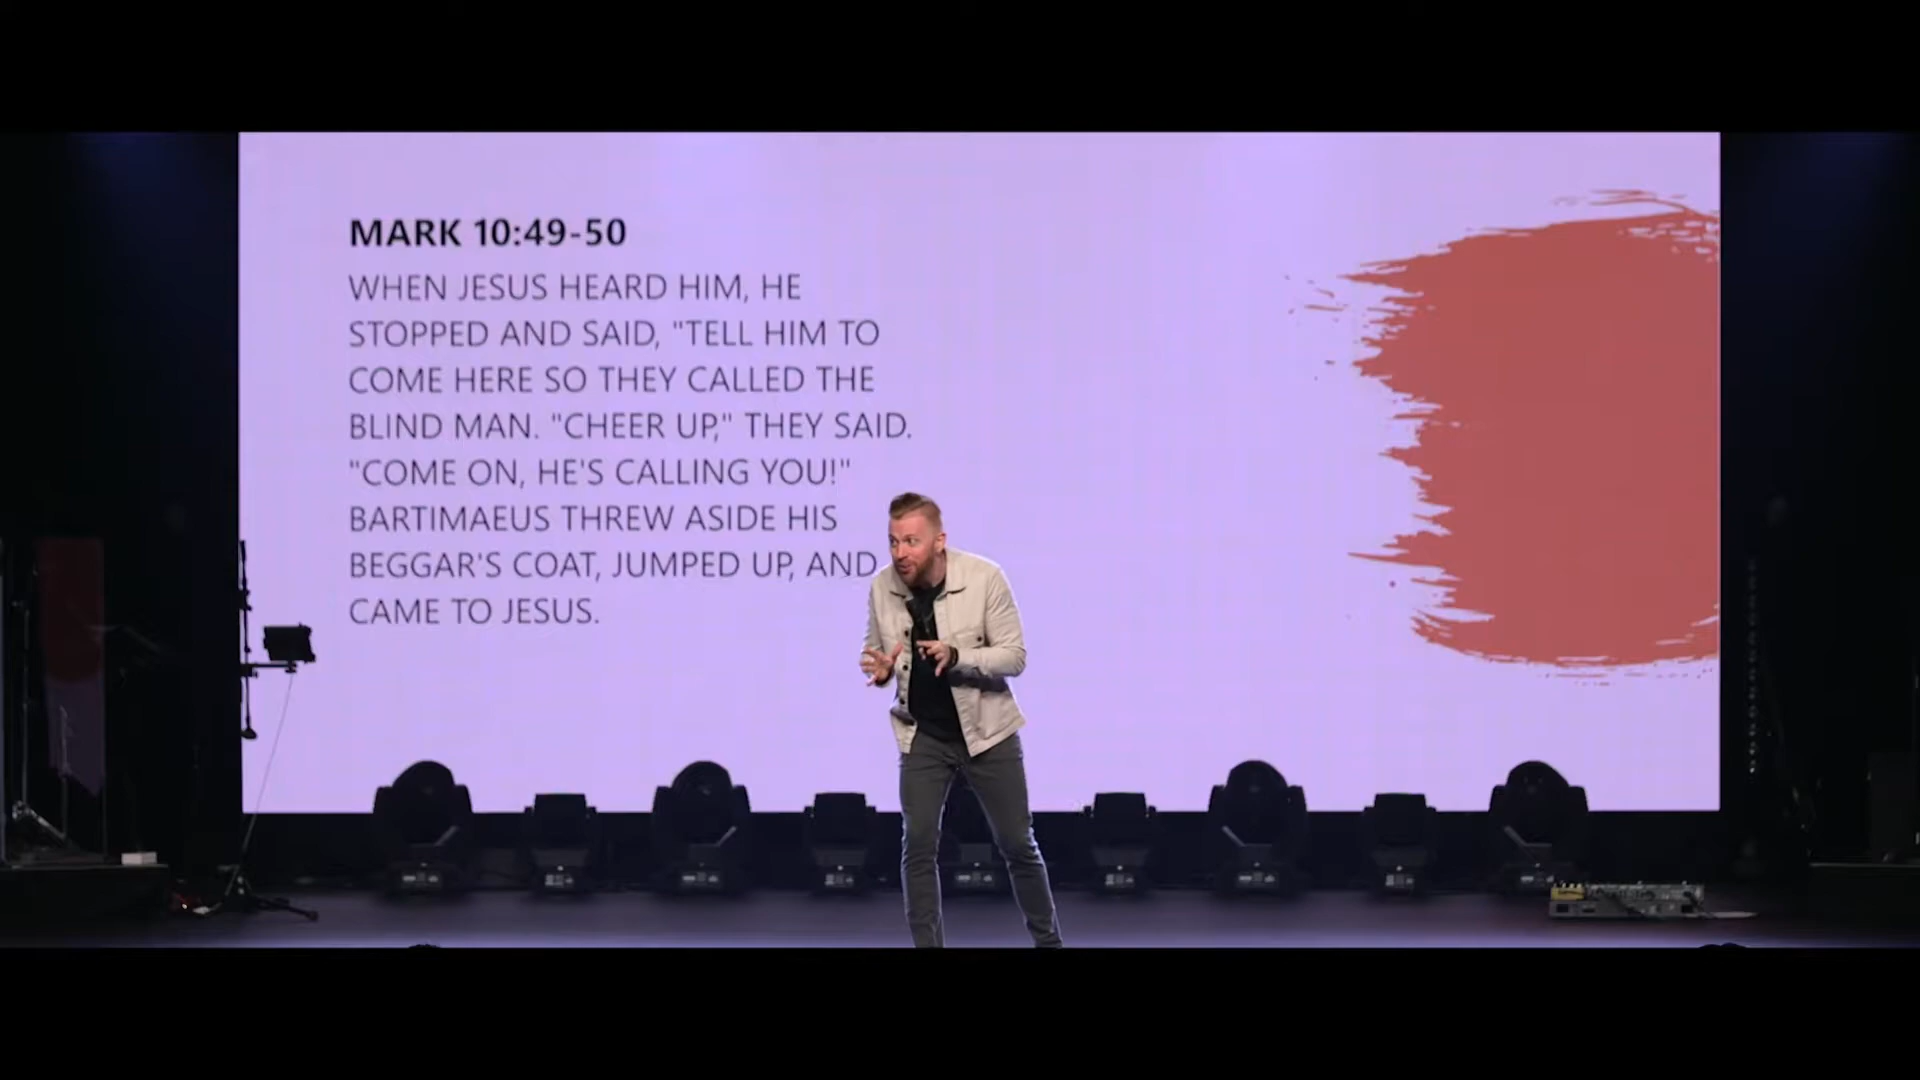 MARK 10:49-50
WHEN JESUS HEARD HIM, HE
STOPPED AND SAID, "TELL HIM TO
COME HERE SO THEY CALLED THE
BLIND MAN. "CHEER UP," THEY SAID.
"COME ON, HE'S CALLING YOU!"
BARTIMAEUS THREW ASIDE HIS
BEGGAR'S COAT, JUMPED UP, AND
CAME TO JESUS.